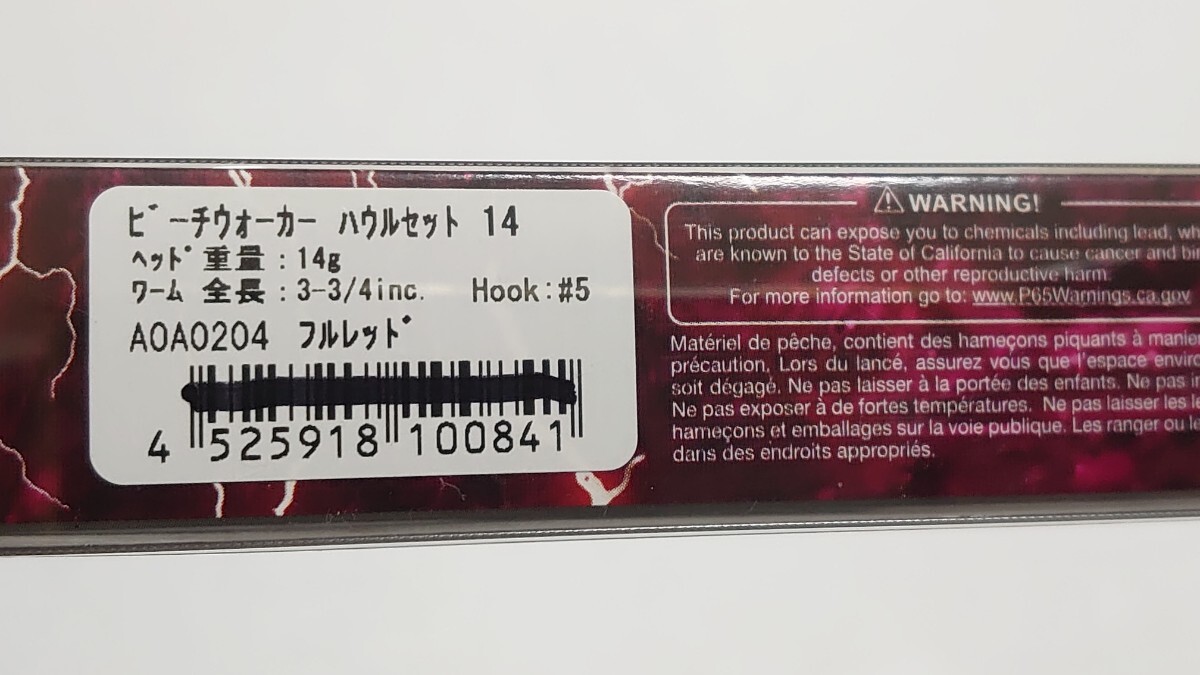 ビーチウォーカー ハウルセット 14
ヘッド重量：14g
ワーム 全長：3-3/4inc. Hook：#5
AOA0204 フルレッド
4 525918 100841
⚠WARNING!
This product can expose you to chemicals including lead,
are known to the State of California to cause cancer and
defects or other reproductive harm.
For more information go to: www.P65Warnings.ca.gov
Matériel de pêche, contient des hameçons piquants à
précaution. Lors du lancé, assurez vous que l'espace
soit dégagé. Ne pas laisser à la portée des enfants. Ne pas
Ne pas exposer à de fortes températures. Ne pas laisser les
hameçons et emballages sur la voie publique. Les ranger ou
dans des endroits appropriés.